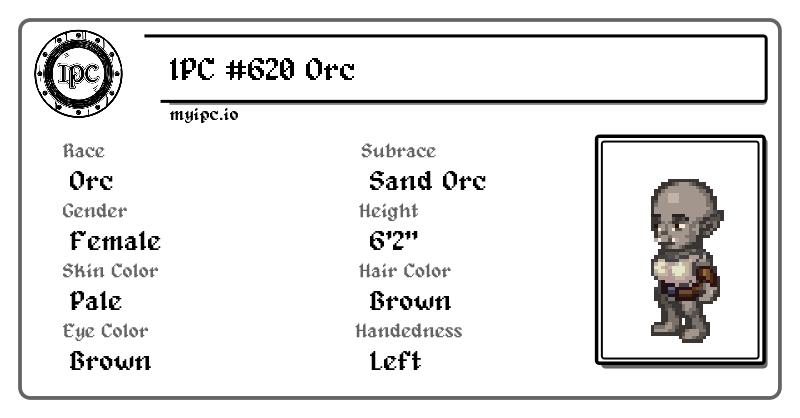 IPC
IPC #620 Orc
myipc.io
Race
Orc
Subrace
Sand Orc
Gender
Female
Height
6'2"
Skin Color
Pale
Hair Color
Brown
Eye Color
Brown
Handedness
Left